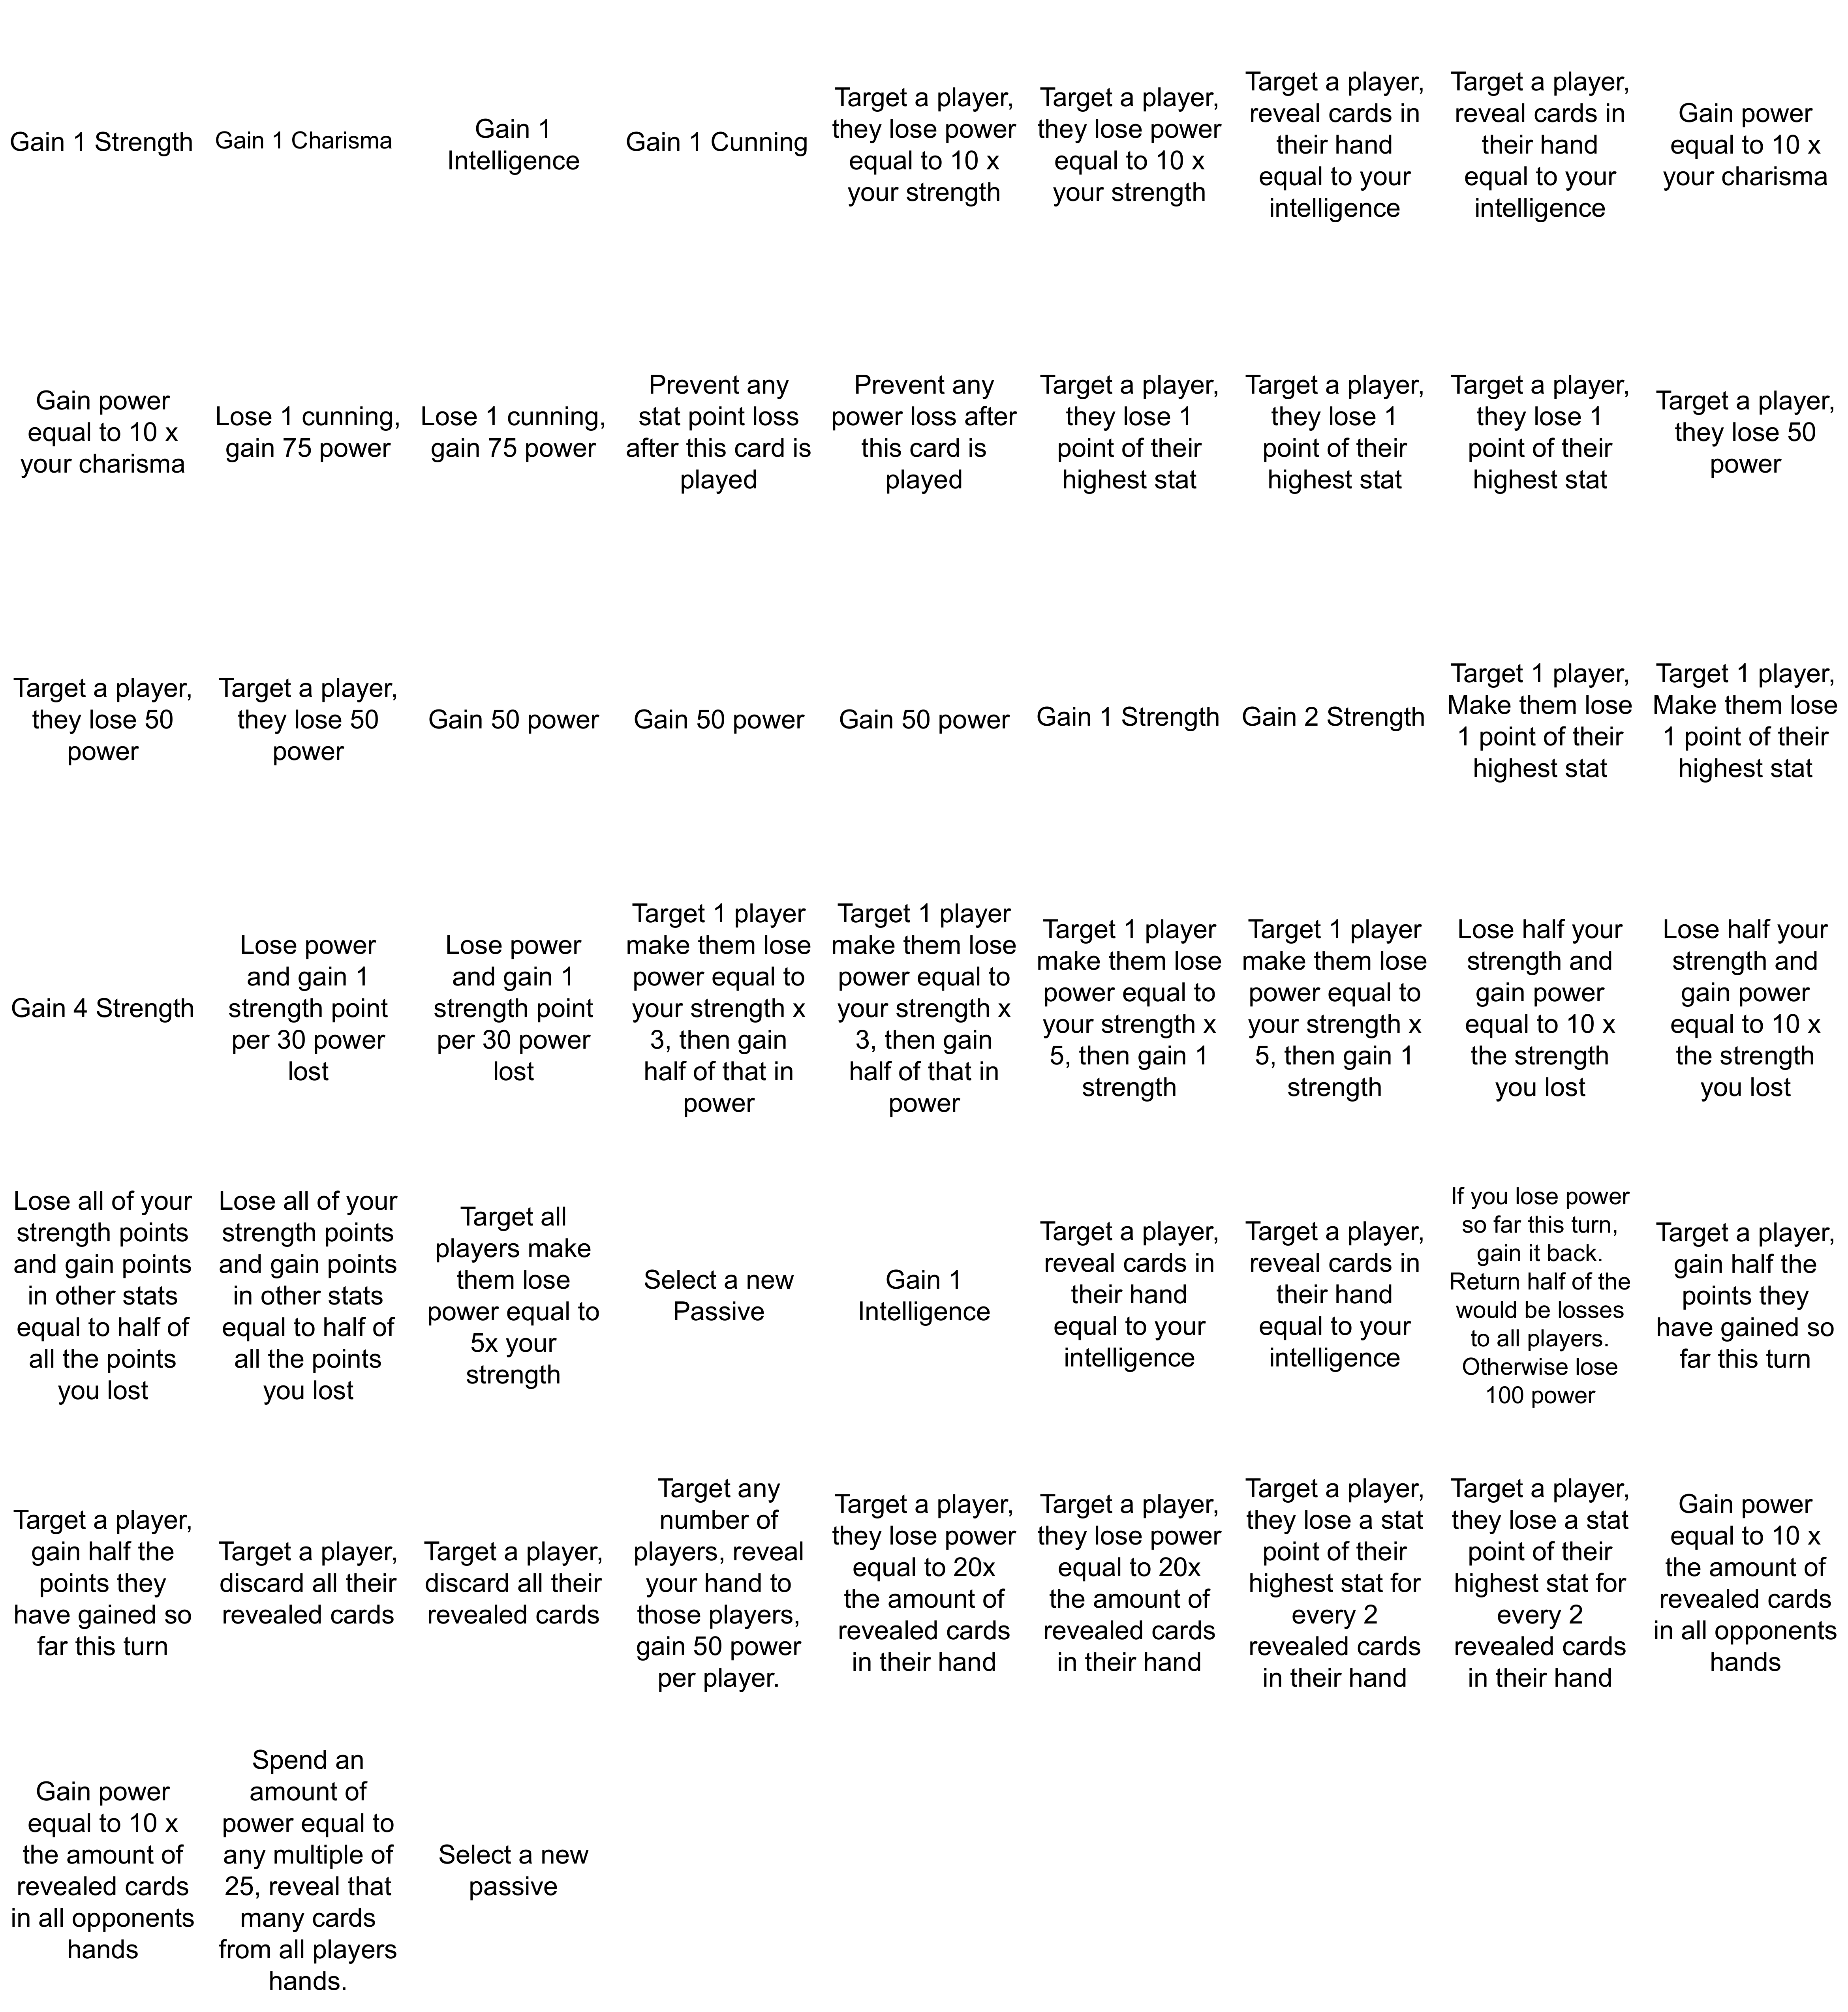 Gain 1 Strength
Gain 1 Charisma
Gain 1
Intelligence
Gain 1 Cunning
Target a player,
they lose power
equal to 10 x
your strength
Target a player,
they lose power
equal to 10 x
your strength
Target a player,
reveal cards in
their hand
equal to your
intelligence
Target a player,
reveal cards in
their hand
equal to your
intelligence
Gain power
equal to 10 x
your charisma
Gain power
equal to 10 x
your charisma
Lose 1 cunning,
gain 75 power
Lose 1 cunning,
gain 75 power
Prevent any
stat point loss
after this card is
played
Prevent any
power loss after
this card is
played
Target a player,
they lose 1
point of their
highest stat
Target a player,
they lose 1
point of their
highest stat
Target a player,
they lose 1
point of their
highest stat
Target a player,
they lose 50
power
Target a player,
they lose 50
power
Target a player,
they lose 50
power
Gain 50 power
Gain 50 power
Gain 50 power
Gain 1 Strength
Gain 2 Strength
Target 1 player,
Make them lose
1 point of their
highest stat
Target 1 player,
Make them lose
1 point of their
highest stat
Gain 4 Strength
Lose power
and gain 1
strength point
per 30 power
lost
Lose power
and gain 1
strength point
per 30 power
lost
Target 1 player
make them lose
power equal to
your strength x
3, then gain
half of that in
power
Target 1 player
make them lose
power equal to
your strength x
3, then gain
half of that in
power
Target 1 player
make them lose
power equal to
your strength x
5, then gain 1
strength
Target 1 player
make them lose
power equal to
your strength x
5, then gain 1
strength
Lose half your
strength and
gain power
equal to 10 x
the strength
you lost
Lose half your
strength and
gain power
equal to 10 x
the strength
you lost
Lose all of your
strength points
and gain points
in other stats
equal to half of
all the points
you lost
Lose all of your
strength points
and gain points
in other stats
equal to half of
all the points
you lost
Target all
players make
them lose
power equal to
5x your
strength
Select a new
Passive
Gain 1
Intelligence
Target a player,
reveal cards in
their hand
equal to your
intelligence
Target a player,
reveal cards in
their hand
equal to your
intelligence
If you lose power
so far this turn,
gain it back.
Return half of the
would be losses
to all players.
Otherwise lose
100 power
Target a player,
gain half the
points they
have gained so
far this turn
Target a player,
gain half the
points they
have gained so
far this turn
Target a player,
discard all their
revealed cards
Target a player,
discard all their
revealed cards
Target any
number of
players, reveal
your hand to
those players,
gain 50 power
per player.
Target a player,
they lose power
equal to 20x
the amount of
revealed cards
in their hand
Target a player,
they lose power
equal to 20x
the amount of
revealed cards
in their hand
Target a player,
they lose a stat
point of their
highest stat for
every 2
revealed cards
in their hand
Target a player,
they lose a stat
point of their
highest stat for
every 2
revealed cards
in their hand
Gain power
equal to 10 x
the amount of
revealed cards
in all opponents
hands
Gain power
equal to 10 x
the amount of
revealed cards
in all opponents
hands
Spend an
amount of
power equal to
any multiple of
25, reveal that
many cards
from all players
hands.
Select a new
passive